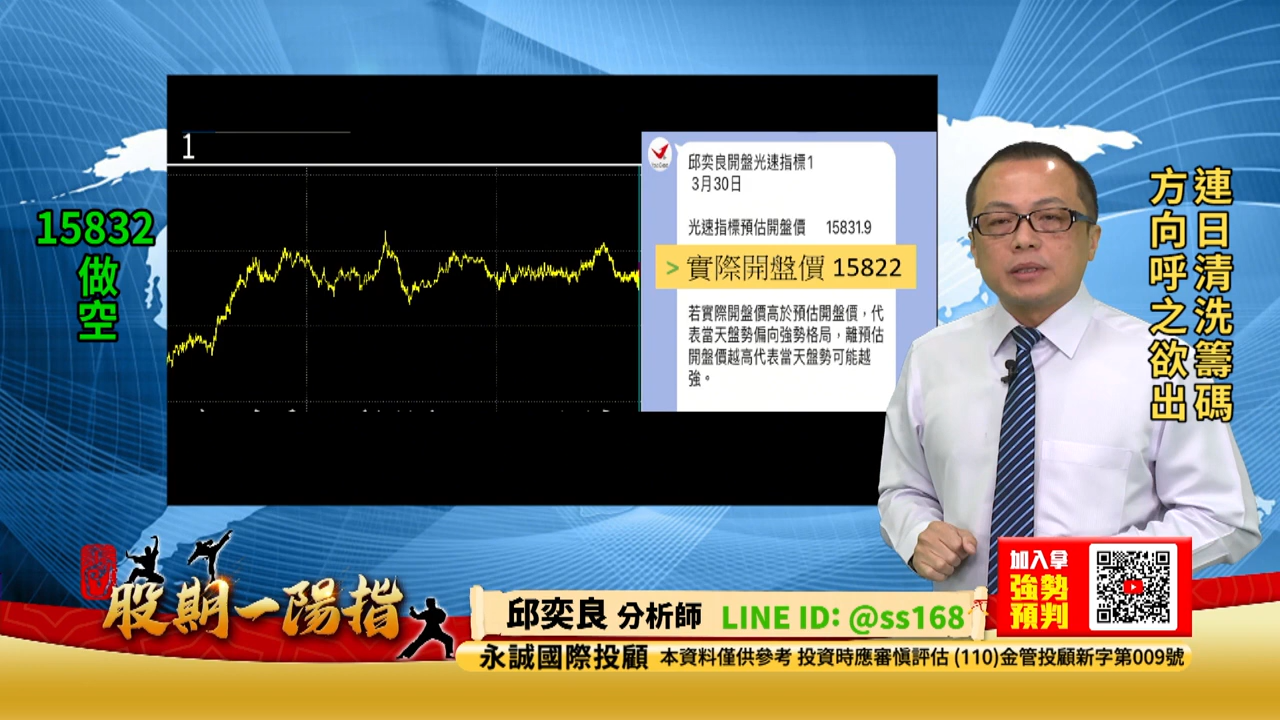 15832
做
空
1
邱奕良開盤光速指標1
3月30日
光速指標預估開盤價 15831.9
> 實際開盤價 15822
若實際開盤價高於預估開盤價，代
表當天盤勢偏向強勢格局，離預估
開盤價越高代表當天盤勢可能越
強。
連日清洗籌碼
方向呼之欲出
股期一陽指
邱奕良 分析師 LINE ID: @ss168
加入拿
強勢
預判
永誠國際投顧 本資料僅供參考 投資時應審慎評估 (110)金管投顧新字第009號